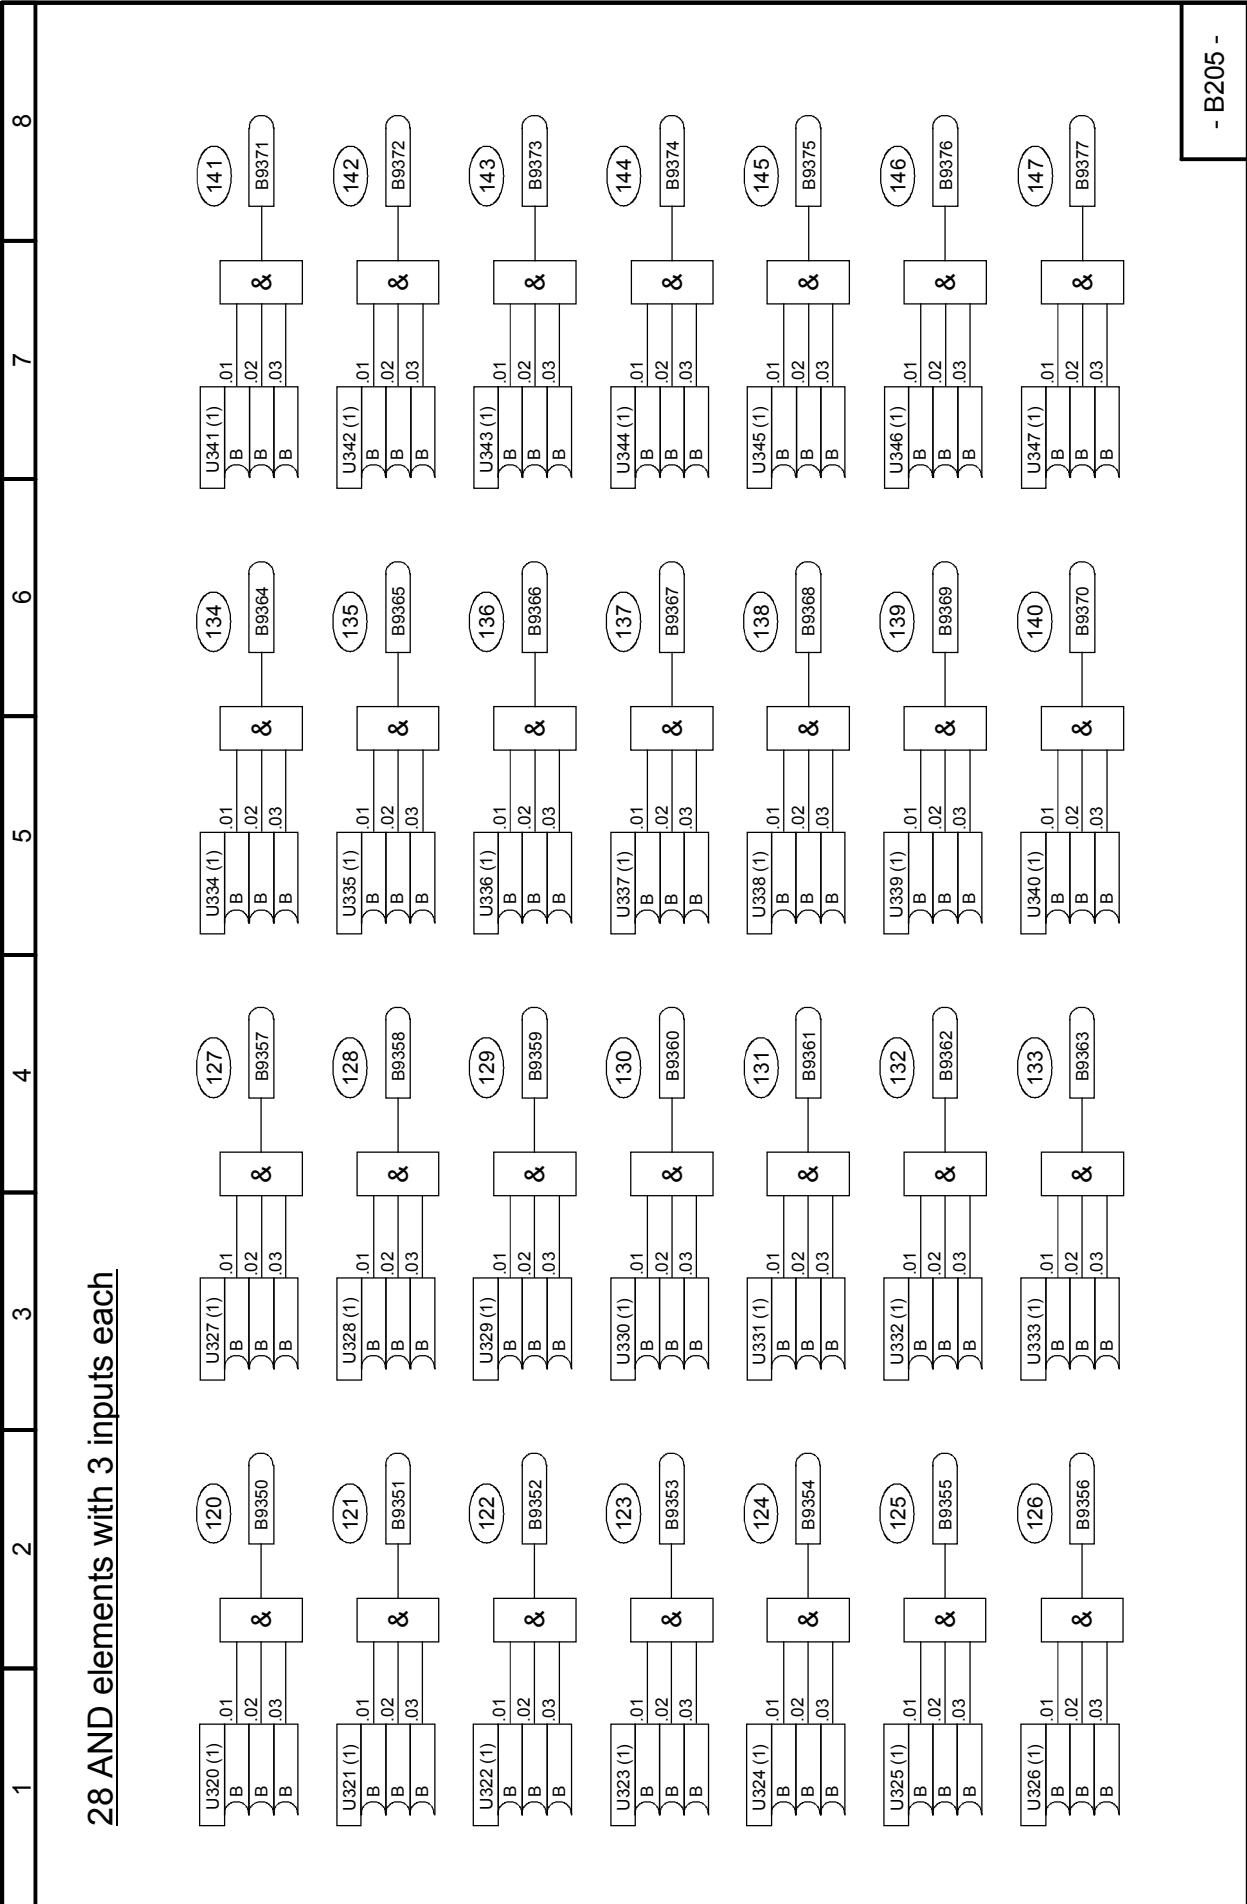 1 2 3 4 5 6 7 8
28 AND elements with 3 inputs each
120 127 134 141
U320 (1) U327 (1) U334 (1) U341 (1)
B .01 B .01 B .01 B .01
B .02 & B9350 B .02 & B9357 B .02 & B9364 B .02 & B9371
B .03 B .03 B .03 B .03
121 128 135 142
U321 (1) U328 (1) U335 (1) U342 (1)
B .01 B .01 B .01 B .01
B .02 & B9351 B .02 & B9358 B .02 & B9365 B .02 & B9372
B .03 B .03 B .03 B .03
122 129 136 143
U322 (1) U329 (1) U336 (1) U343 (1)
B .01 B .01 B .01 B .01
B .02 & B9352 B .02 & B9359 B .02 & B9366 B .02 & B9373
B .03 B .03 B .03 B .03
123 130 137 144
U323 (1) U330 (1) U337 (1) U344 (1)
B .01 B .01 B .01 B .01
B .02 & B9353 B .02 & B9360 B .02 & B9367 B .02 & B9374
B .03 B .03 B .03 B .03
124 131 138 145
U324 (1) U331 (1) U338 (1) U345 (1)
B .01 B .01 B .01 B .01
B .02 & B9354 B .02 & B9361 B .02 & B9368 B .02 & B9375
B .03 B .03 B .03 B .03
125 132 139 146
U325 (1) U332 (1) U339 (1) U346 (1)
B .01 B .01 B .01 B .01
B .02 & B9355 B .02 & B9362 B .02 & B9369 B .02 & B9376
B .03 B .03 B .03 B .03
126 133 140 147
U326 (1) U333 (1) U340 (1) U347 (1)
B .01 B .01 B .01 B .01
B .02 & B9356 B .02 & B9363 B .02 & B9370 B .02 & B9377
B .03 B .03 B .03 B .03
- B205 -